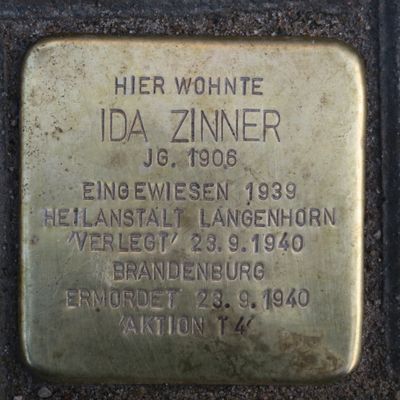 HIER WOHNTE
IDA ZINNER
JG. 1906
EINGEWIESEN 1939
HEILANSTALT LANGENHORN
'VERLEGT' 23.9.1940
BRANDENBURG
ERMORDET 23.9.1940
'AKTION T4'